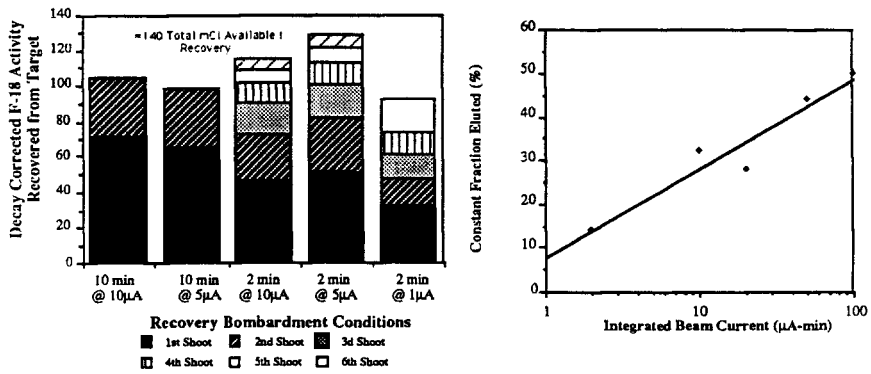 =140 Total mCi Available f
Recovery
Decay Corrected F-18 Activity
Recovered from Target
140
120
100
80
60
40
20
0
10 min
@ 10µA
10 min
@ 5µA
2 min
@ 10µA
2 min
@ 5µA
2 min
@ 1µA
Recovery Bombardment Conditions
1st Shoot
2nd Shoot
3d Shoot
4th Shoot
5th Shoot
6th Shoot
Constant Fraction Eluted (%)
60
50
40
30
20
10
0
1
10
100
Integrated Beam Current (µA-min)